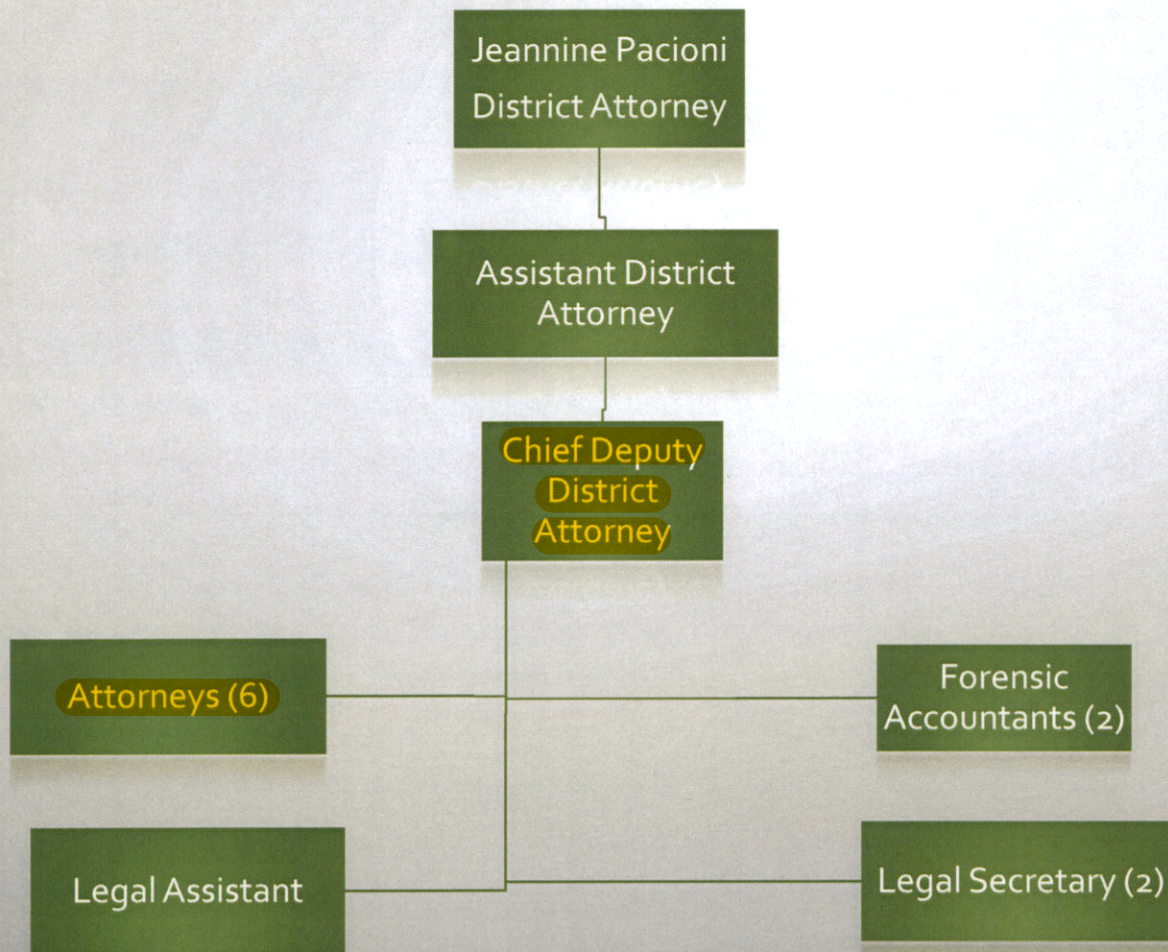 Jeannine Pacioni
District Attorney
Assistant District
Attorney
Chief Deputy
District
Attorney
Attorneys (6)
Forensic
Accountants (2)
Legal Assistant
Legal Secretary (2)